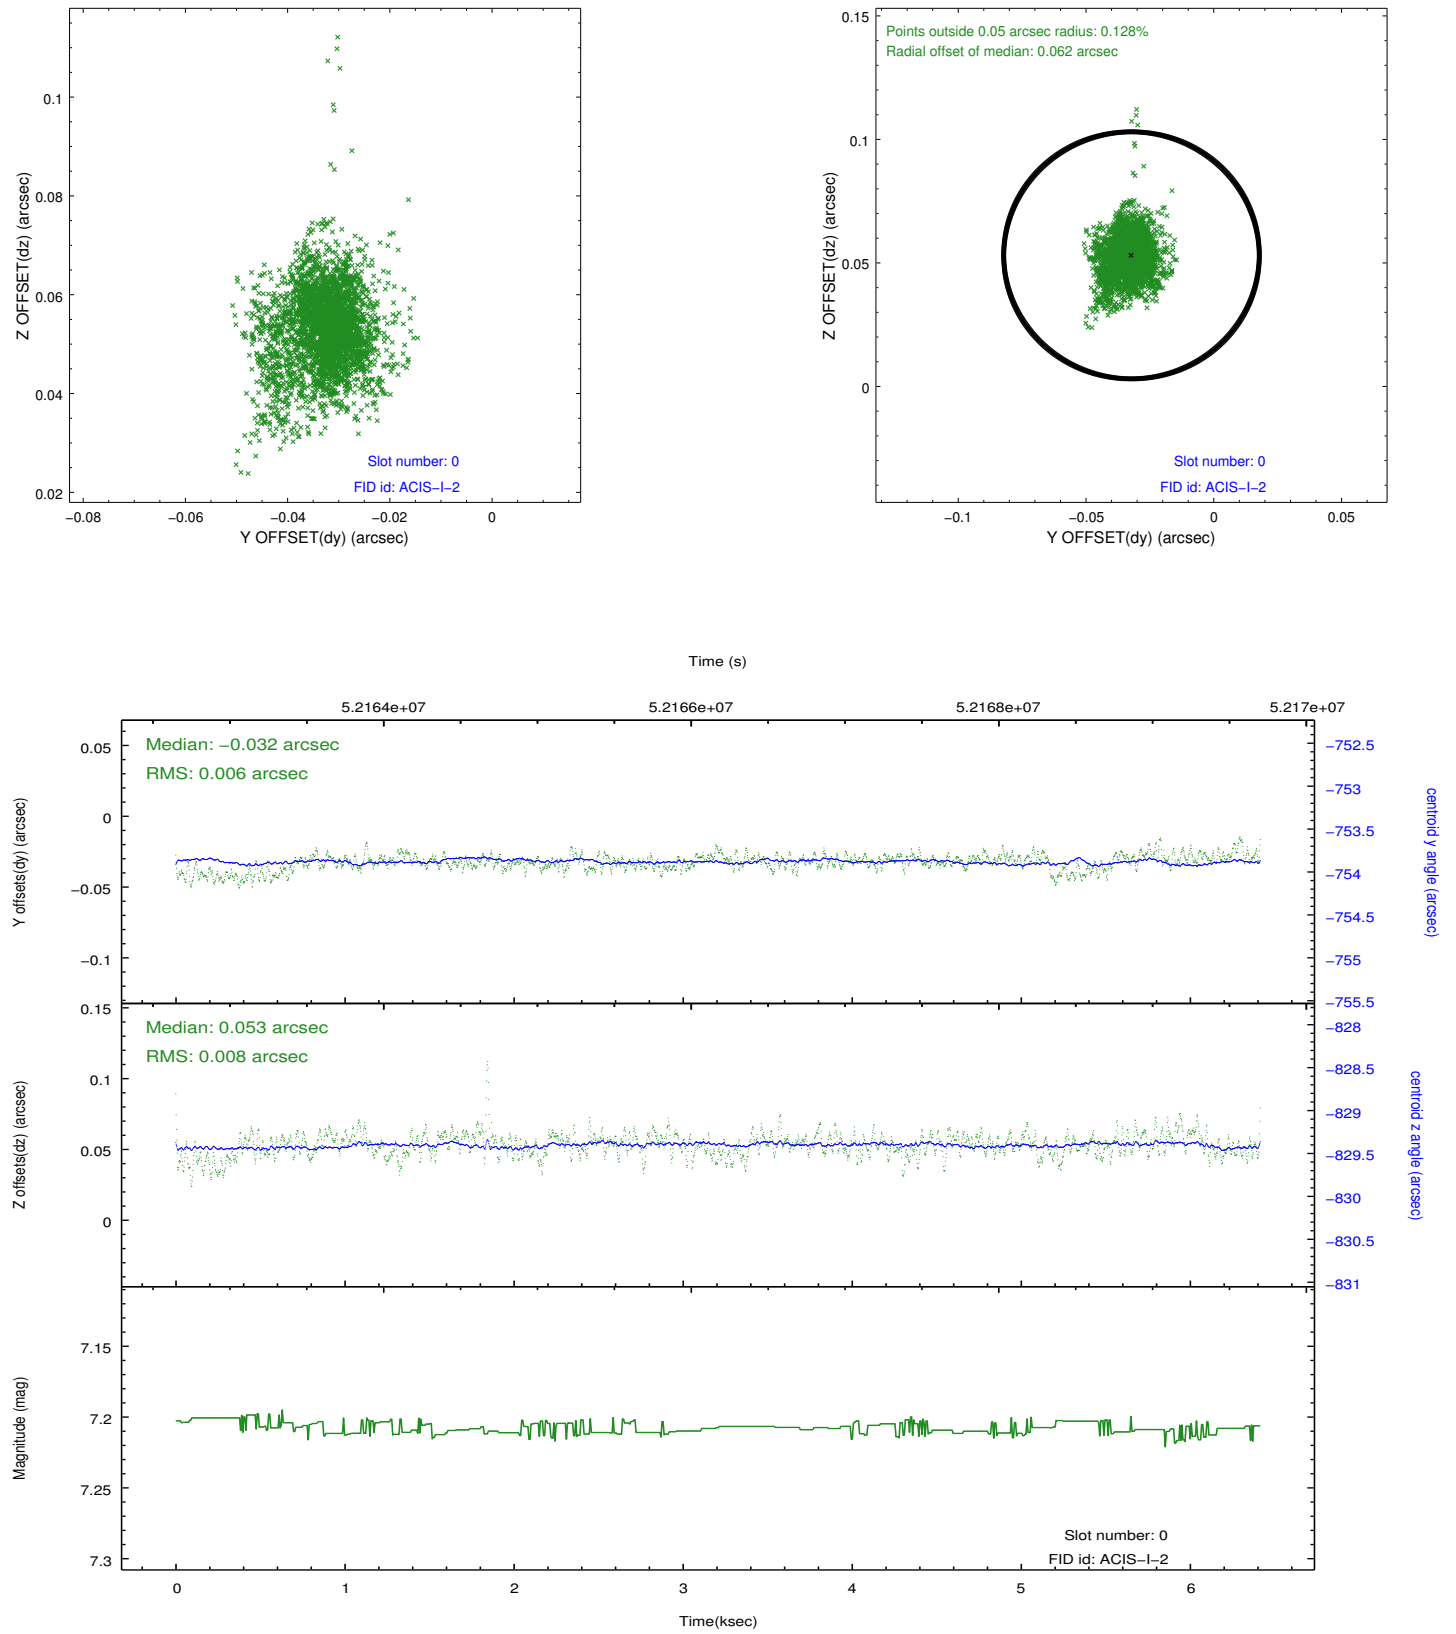 0.1
0.08
0.06
0.04
0.02
Z OFFSET(dz) (arcsec)
Slot number: 0
FID id: ACIS−I−2
−0.08
−0.06
−0.04
−0.02
0
Y OFFSET(dy) (arcsec)
0.15
0.1
0.05
0
Z OFFSET(dz) (arcsec)
Points outside 0.05 arcsec radius: 0.128%
Radial offset of median: 0.062 arcsec
Slot number: 0
FID id: ACIS−I−2
−0.1
−0.05
0
0.05
Y OFFSET(dy) (arcsec)
Time (s)
5.2164e+07
5.2166e+07
5.2168e+07
5.217e+07
0.05
0
−0.05
−0.1
Y offsets(dy) (arcsec)
Median: −0.032 arcsec
RMS: 0.006 arcsec
−752.5
−753
−753.5
−754
−754.5
−755
−755.5
centroid y angle (arcsec)
0.15
0.1
0.05
0
Z offsets(dz) (arcsec)
Median: 0.053 arcsec
RMS: 0.008 arcsec
−828
−828.5
−829
−829.5
−830
−830.5
−831
centroid z angle (arcsec)
7.15
7.2
7.25
7.3
Magnitude (mag)
Slot number: 0
FID id: ACIS−I−2
0
1
2
3
4
5
6
Time(ksec)